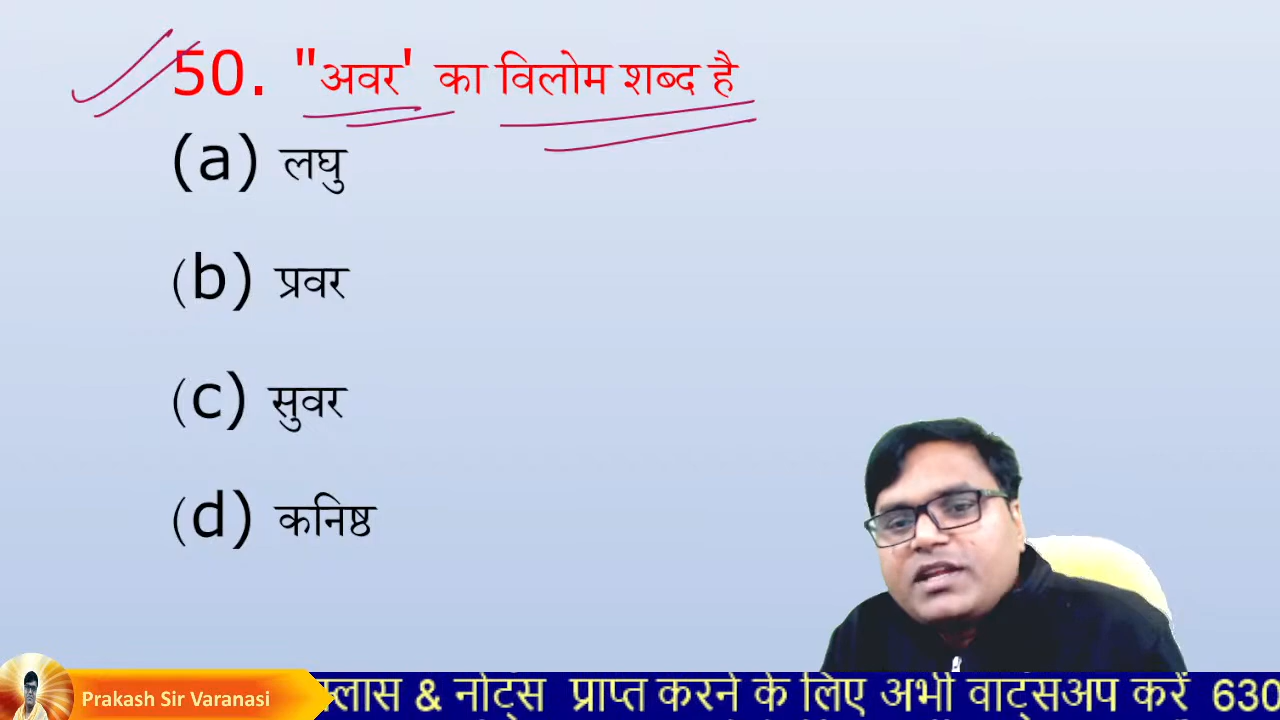 50. "अवर' का विलोम शब्द है
(a) लघु
(b) प्रवर
(c) सुवर
(d) कनिष्ठ
Prakash Sir Varanasi
& नोट्स प्राप्त करने के लिए अभी वाट्सअप करें 630